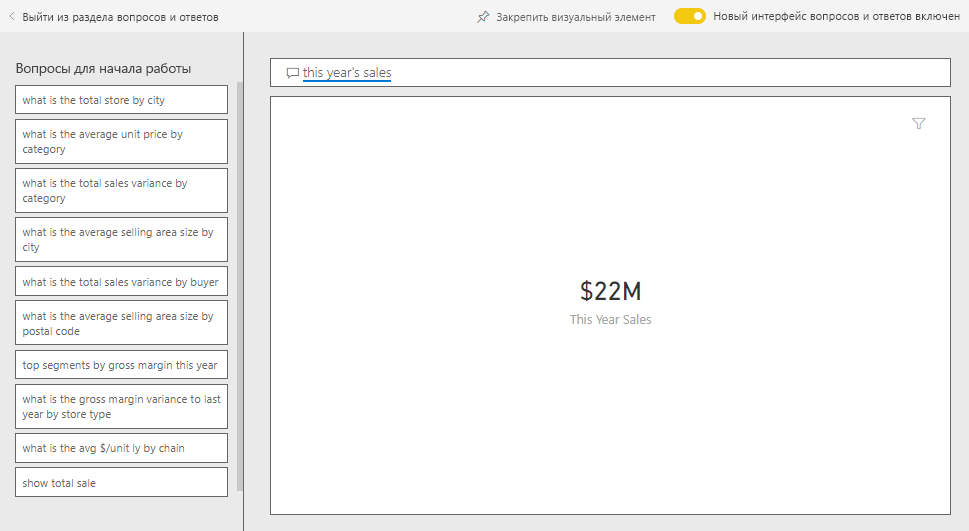 Выйти из раздела вопросов и ответов
Закрепить визуальный элемент
Новый интерфейс вопросов и ответов включен
Вопросы для начала работы
what is the total store by city
what is the average unit price by
category
what is the total sales variance by
category
what is the average selling area size by
city
what is the total sales variance by buyer
what is the average selling area size by
postal code
top segments by gross margin this year
what is the gross margin variance to last
year by store type
what is the avg $/unit ly by chain
show total sale
this year's sales
$22M
This Year Sales